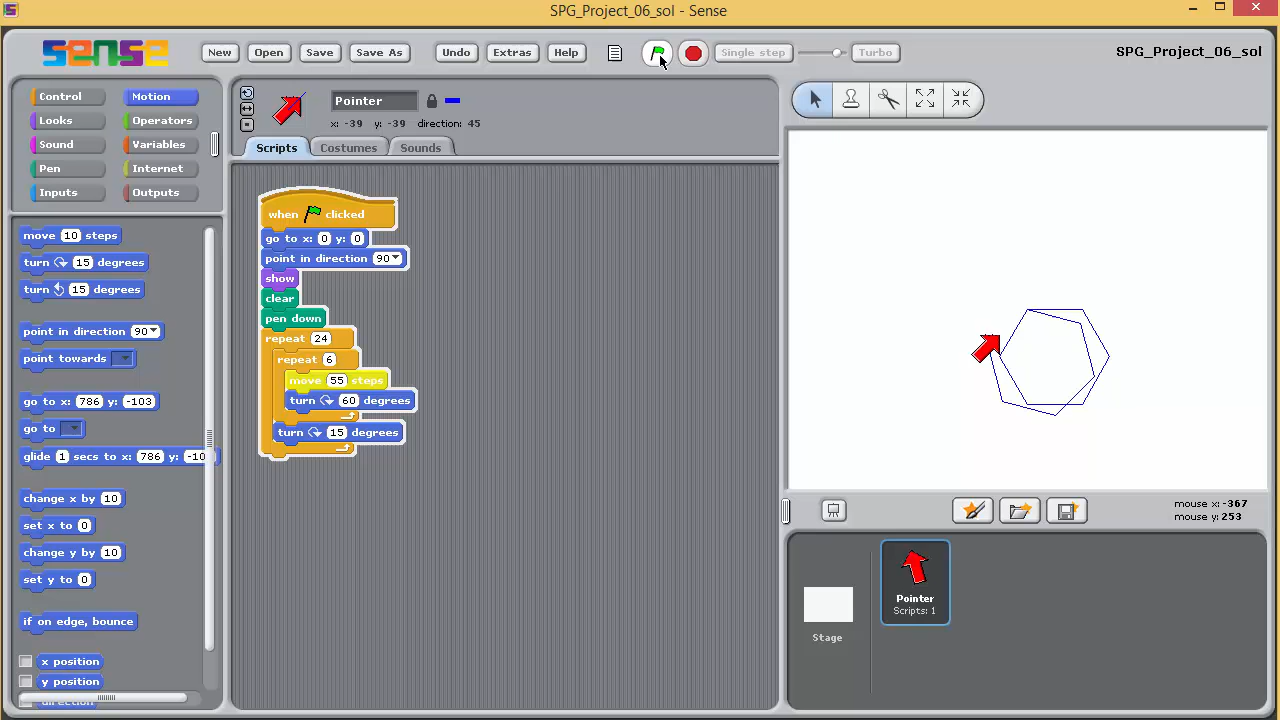 SPG_Project_06_sol - Sense
sense New Open Save Save As Undo Extras Help Single step Turbo SPG_Project_06_sol
Control Motion
Looks Operators
Sound Variables
Pen Internet
Inputs Outputs
move 10 steps
turn 15 degrees
turn 15 degrees
point in direction 90
point towards
go to x: 786 y: -103
go to
glide 1 secs to x: 786 y: -10
change x by 10
set x to 0
change y by 10
set y to 0
if on edge, bounce
x position
y position
direction
Pointer
x: -39 y: -39 direction: 45
Scripts Costumes Sounds
when clicked
go to x: 0 y: 0
point in direction 90
show
clear
pen down
repeat 24
repeat 6
move 55 steps
turn 60 degrees
turn 15 degrees
mouse x: -367
mouse y: 253
Stage
Pointer
Scripts: 1